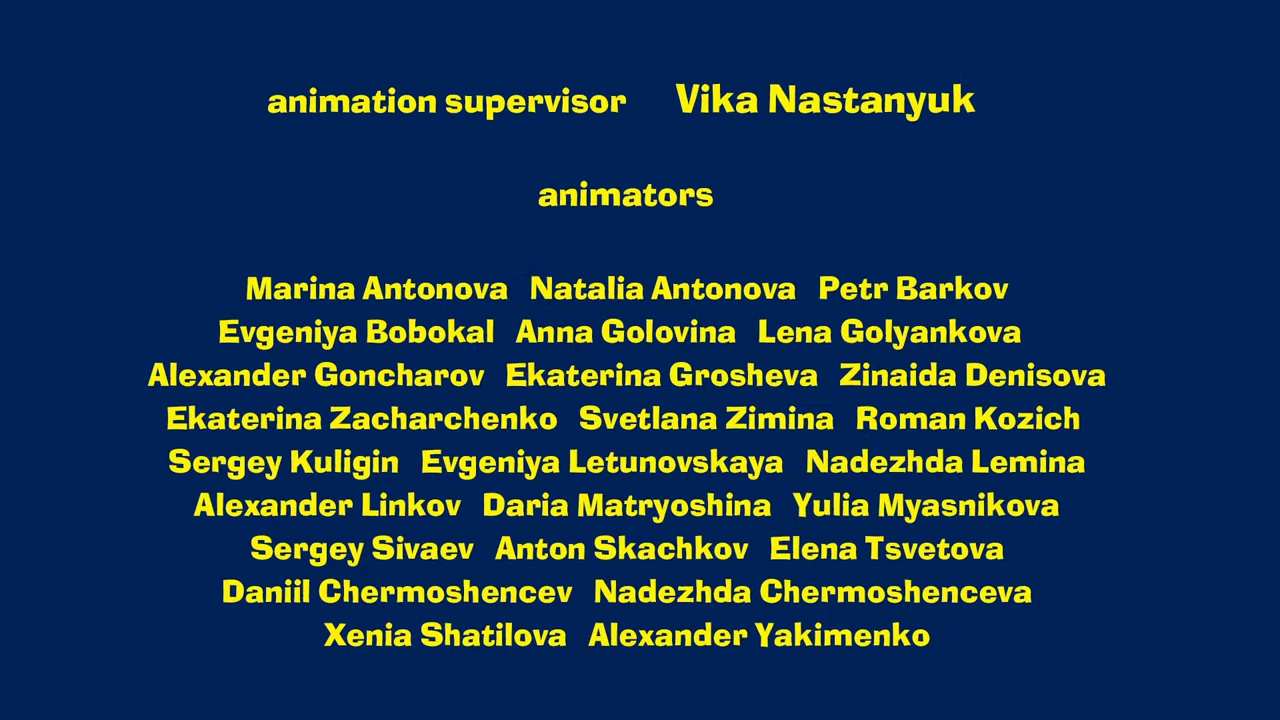 animation supervisor Vika Nastanyuk
animators
Marina Antonova Natalia Antonova Petr Barkov
Evgeniya Bobokal Anna Golovina Lena Golyankova
Alexander Goncharov Ekaterina Grosheva Zinaida Denisova
Ekaterina Zacharchenko Svetlana Zimina Roman Kozich
Sergey Kuligin Evgeniya Letunovskaya Nadezhda Lemina
Alexander Linkov Daria Matryoshina Yulia Myasnikova
Sergey Sivaev Anton Skachkov Elena Tsvetova
Daniil Chermoshencev Nadezhda Chermoshenceva
Xenia Shatilova Alexander Yakimenko